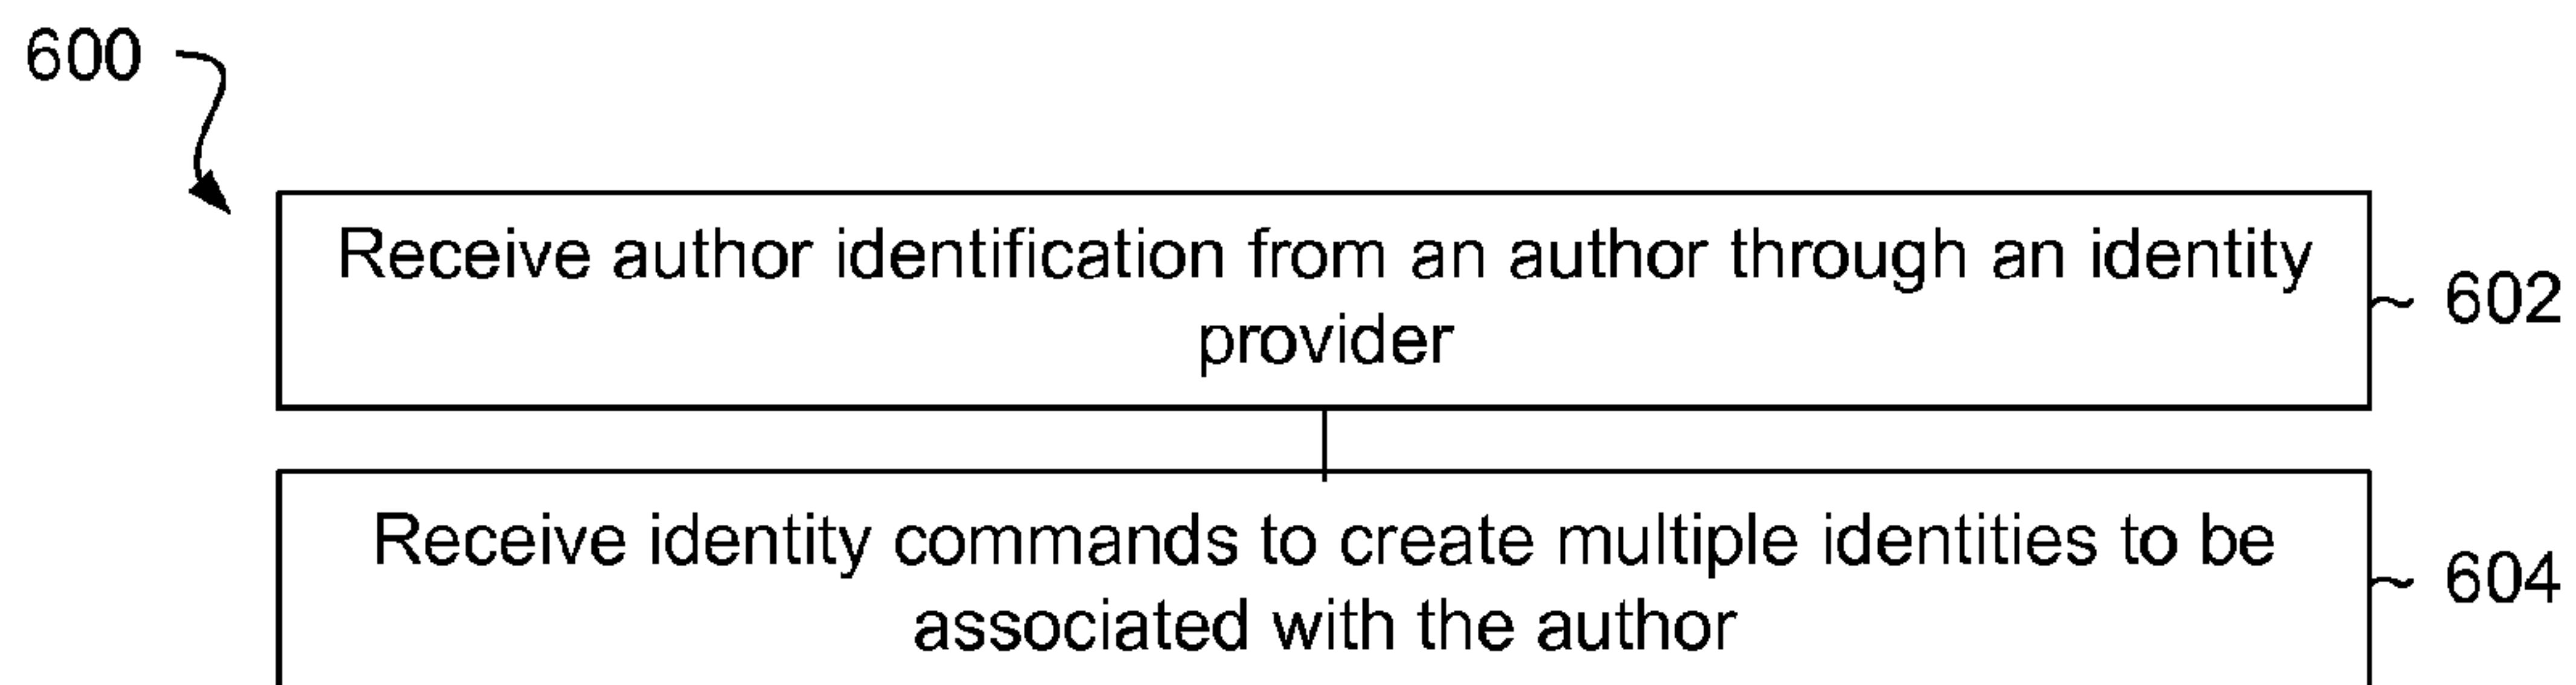 600
Receive author identification from an author through an identity
provider
602
Receive identity commands to create multiple identities to be
associated with the author
604